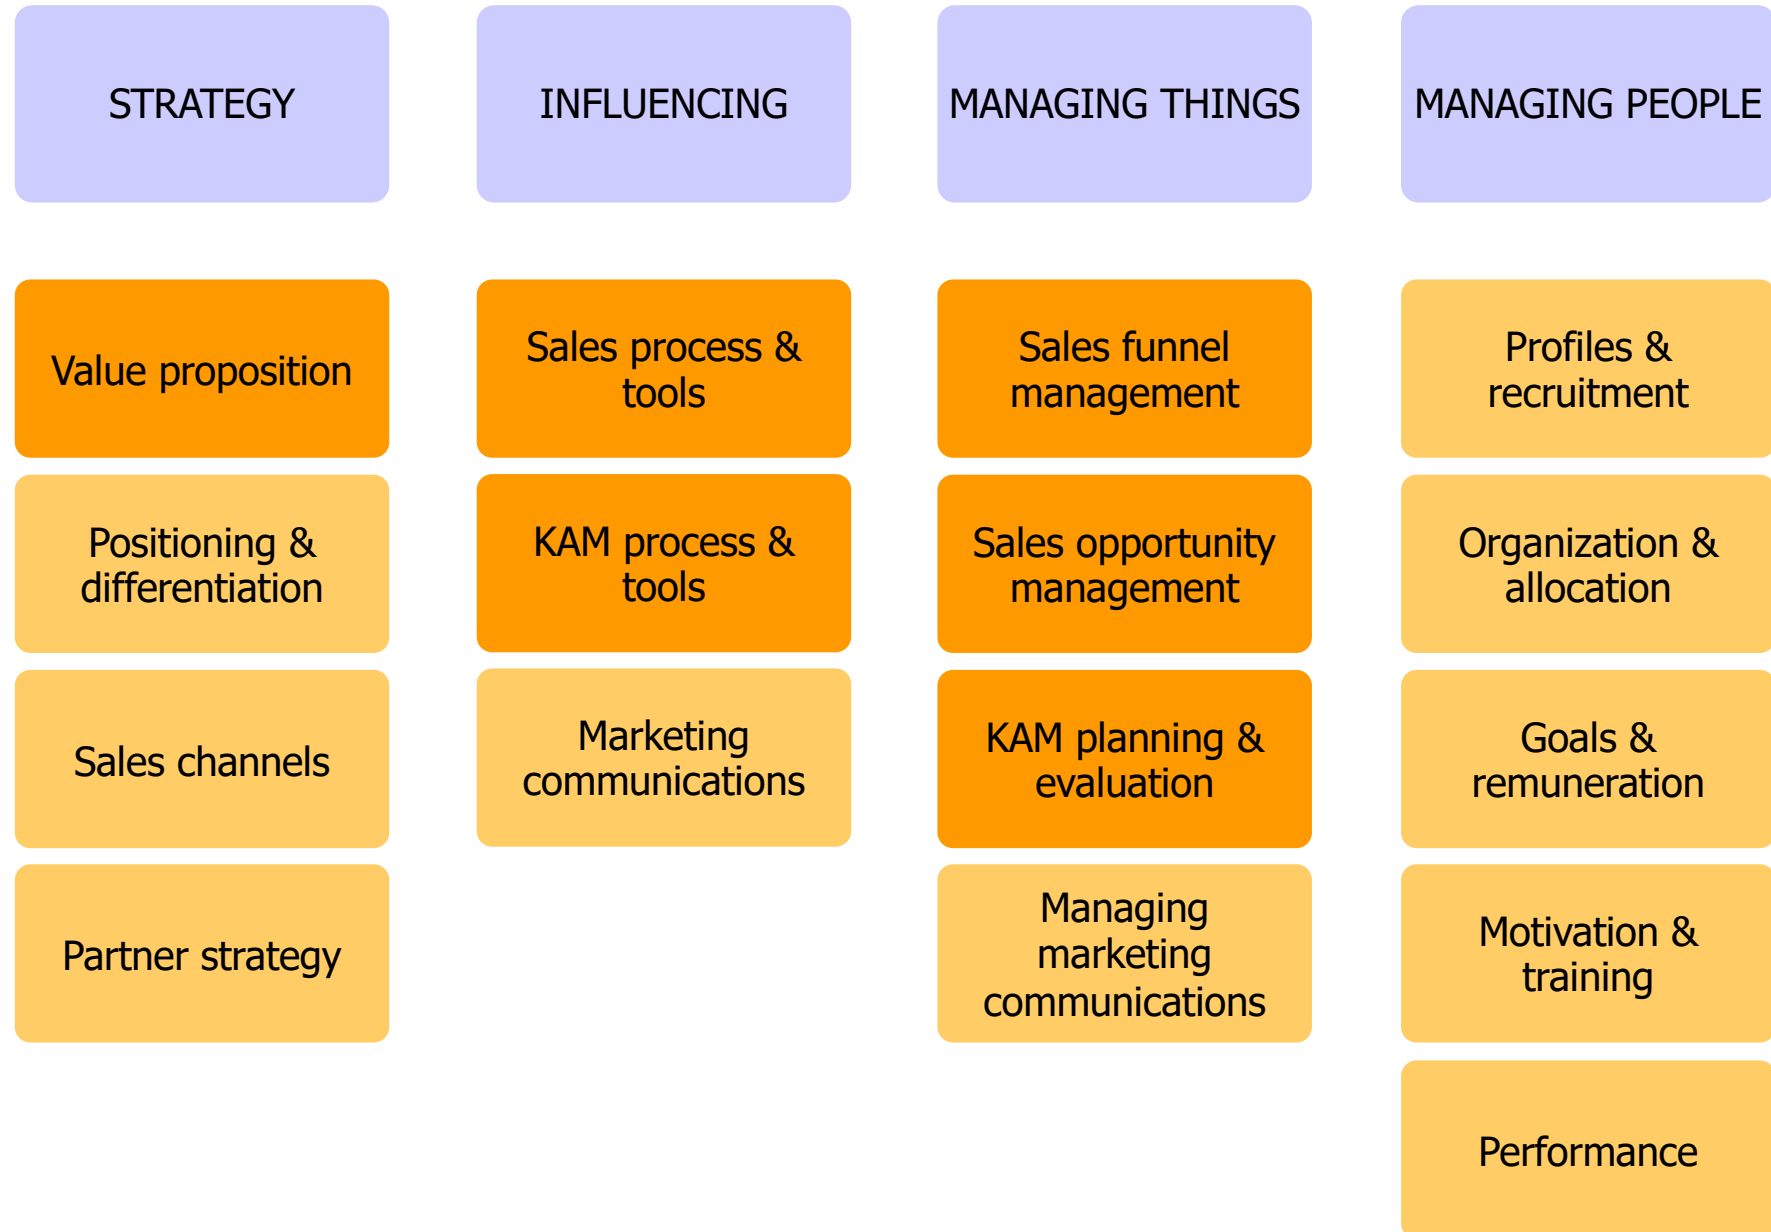 STRATEGY
INFLUENCING
MANAGING THINGS
MANAGING PEOPLE
Value proposition
Positioning &
differentiation
Sales channels
Partner strategy
Sales process &
tools
KAM process &
tools
Marketing
communications
Sales funnel
management
Sales opportunity
management
KAM planning &
evaluation
Managing
marketing
communications
Profiles &
recruitment
Organization &
allocation
Goals &
remuneration
Motivation &
training
Performance